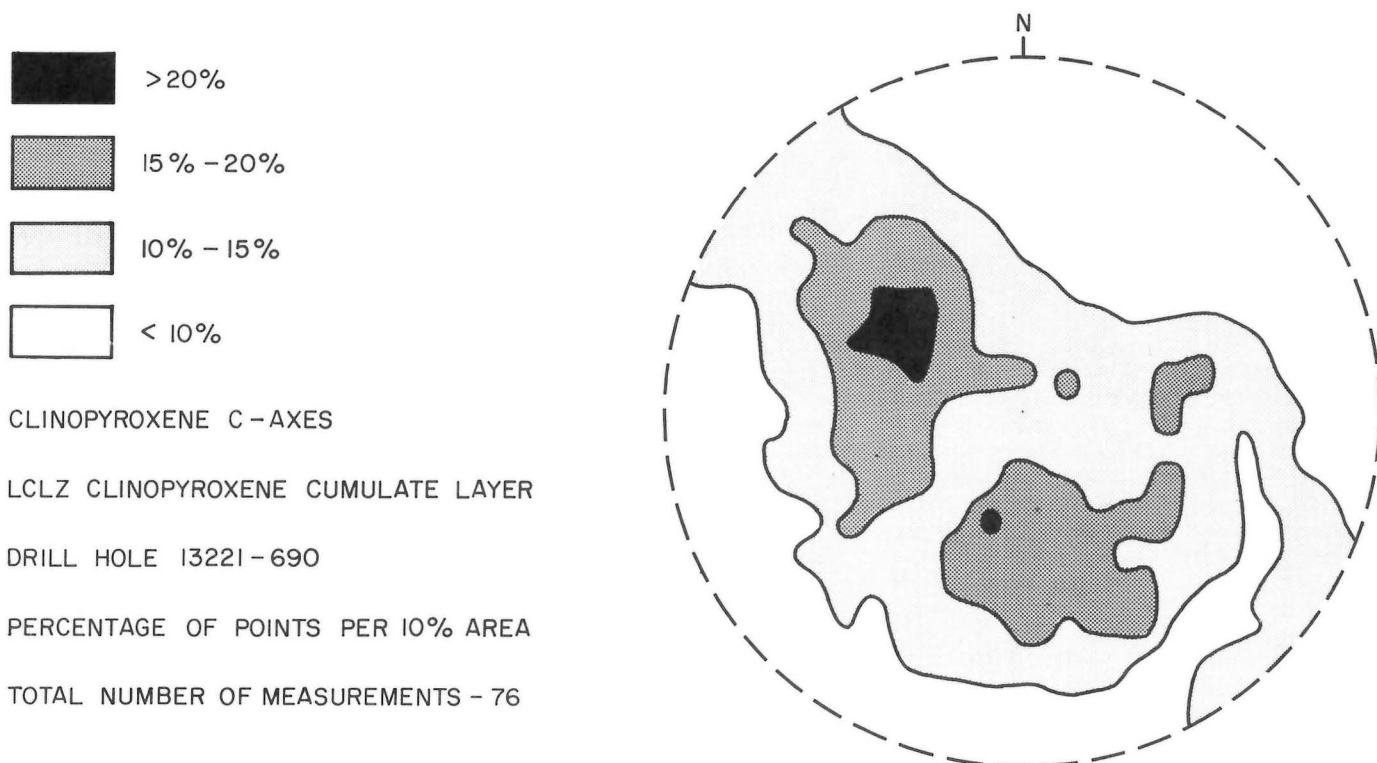 >20%
15% - 20%
10% - 15%
< 10%
CLINOPYROXENE C-AXES
LCLZ CLINOPYROXENE CUMULATE LAYER
DRILL HOLE 13221-690
PERCENTAGE OF POINTS PER 10% AREA
TOTAL NUMBER OF MEASUREMENTS - 76
N